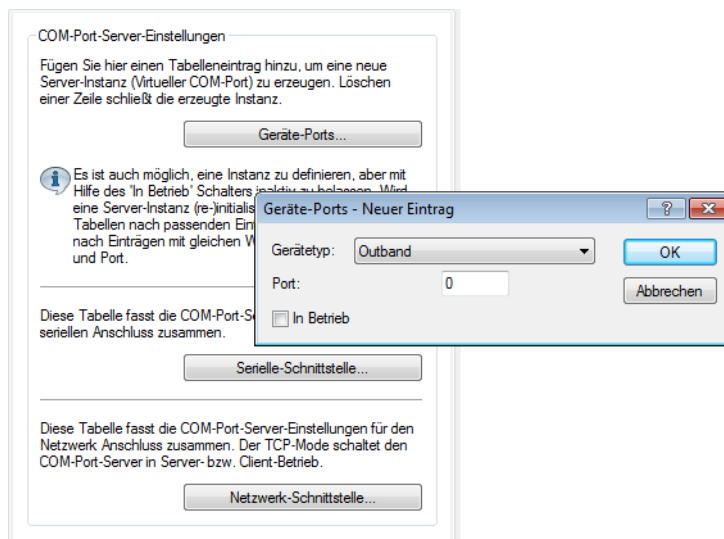 COM-Port-Server-Einstellungen
Fügen Sie hier einen Tabelleneintrag hinzu, um eine neue
Server-Instanz (Virtueller COM-Port) zu erzeugen. Löschen
einer Zeile schließt die erzeugte Instanz.
Geräte-Ports...
Es ist auch möglich, eine Instanz zu definieren, aber mit
Hilfe des 'In Betrieb' Schalters inaktiv zu belassen. Wird
eine Server-Instanz (re-)initialis
Tabellen nach passenden Ein
nach Einträgen mit gleichen W
und Port.
Geräte-Ports - Neuer Eintrag
Gerätetyp: Outband
OK
Port: 0
Abbrechen
In Betrieb
Diese Tabelle fasst die COM-Port-S
seriellen Anschluss zusammen.
Serielle-Schnittstelle...
Diese Tabelle fasst die COM-Port-Server-Einstellungen für den
Netzwerk Anschluss zusammen. Der TCP-Mode schaltet den
COM-Port-Server in Server- bzw. Client-Betrieb.
Netzwerk-Schnittstelle...